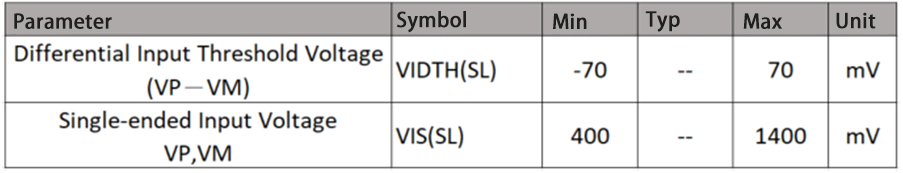 Parameter Symbol Min Typ Max Unit
Differential Input Threshold Voltage
(VP－VM) VIDTH(SL) -70 -- 70 mV
Single-ended Input Voltage
VP,VM VIS(SL) 400 -- 1400 mV